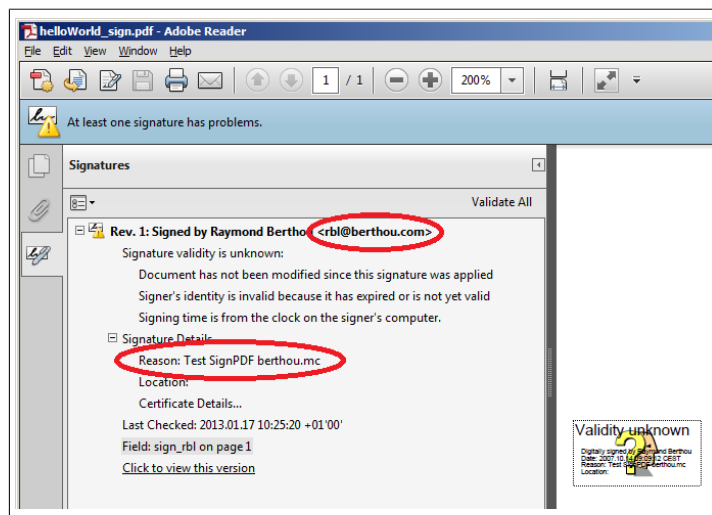 helloWorld_sign.pdf - Adobe Reader
File Edit View Window Help
1 / 1 200%
At least one signature has problems.
Signatures
Validate All
Rev. 1: Signed by Raymond Berthou <rbl@berthou.com>
Signature validity is unknown:
Document has not been modified since this signature was applied
Signer's identity is invalid because it has expired or is not yet valid
Signing time is from the clock on the signer's computer.
Signature Details
Reason: Test SignPDF berthou.mc
Location:
Certificate Details...
Last Checked: 2013.01.17 10:25:20 +01'00'
Field: sign_rbl on page 1
Click to view this version
Validity unknown
Digitally signed by Raymond Berthou
Date: 2007.10. CEST
Reason: Test SignPDF berthou.mc
Location: